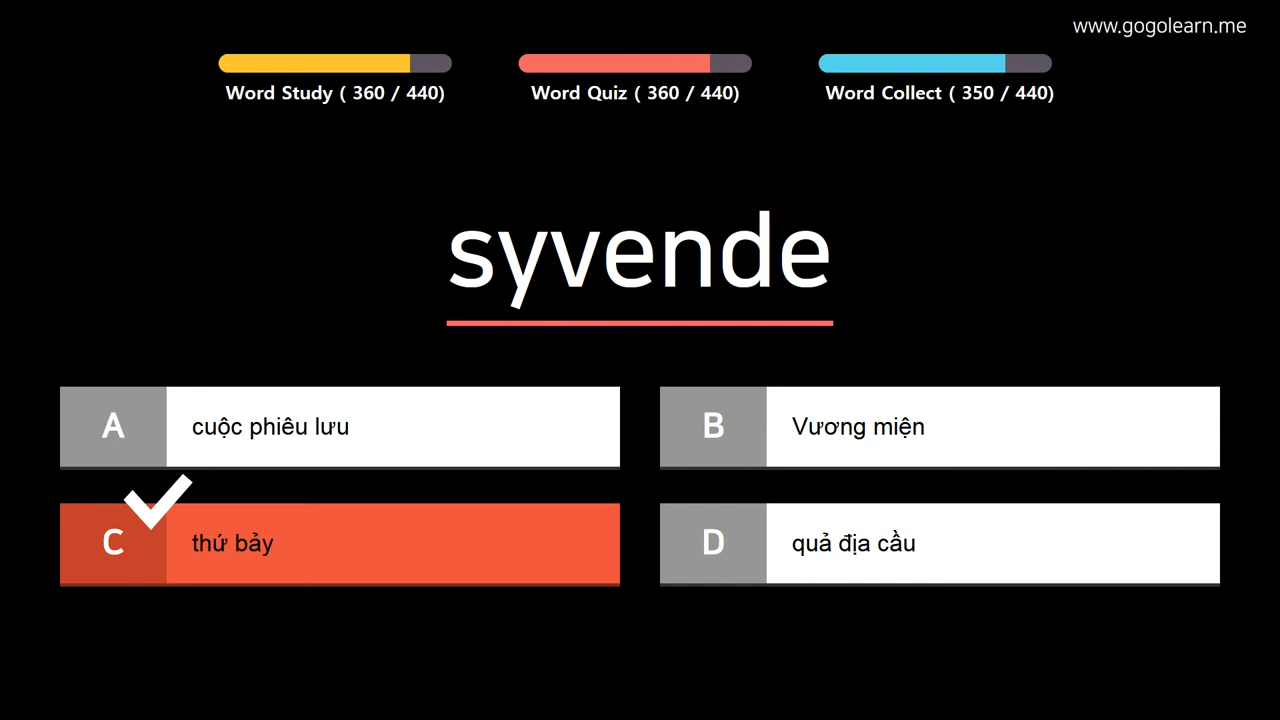 www.gogolearn.me
Word Study ( 360 / 440)
Word Quiz ( 360 / 440)
Word Collect ( 350 / 440)
syvende
A cuộc phiêu lưu
B Vương miện
C thứ bảy
D quả địa cầu